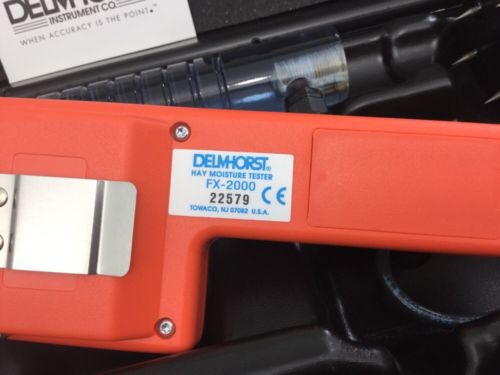 DELMHORST
INSTRUMENT CO.
WHEN ACCURACY IS THE POINT.™
DELMHORST®
HAY MOISTURE TESTER
FX-2000
22579
CE
TOWACO, NJ 07082 U.S.A.